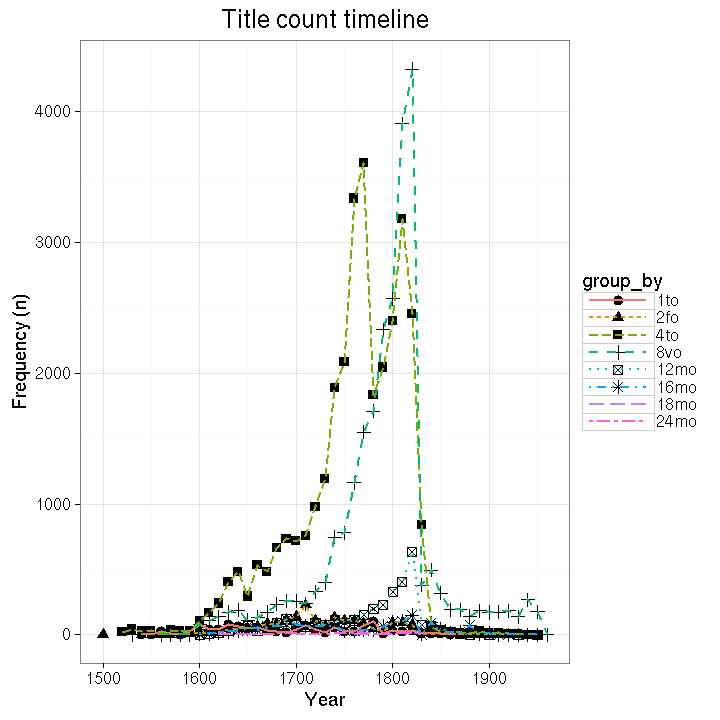 Title count timeline
4000
3000
2000
1000
0
Frequency (n)
1500
1600
1700
1800
1900
Year
group_by
1to
2fo
4to
8vo
12mo
16mo
18mo
24mo